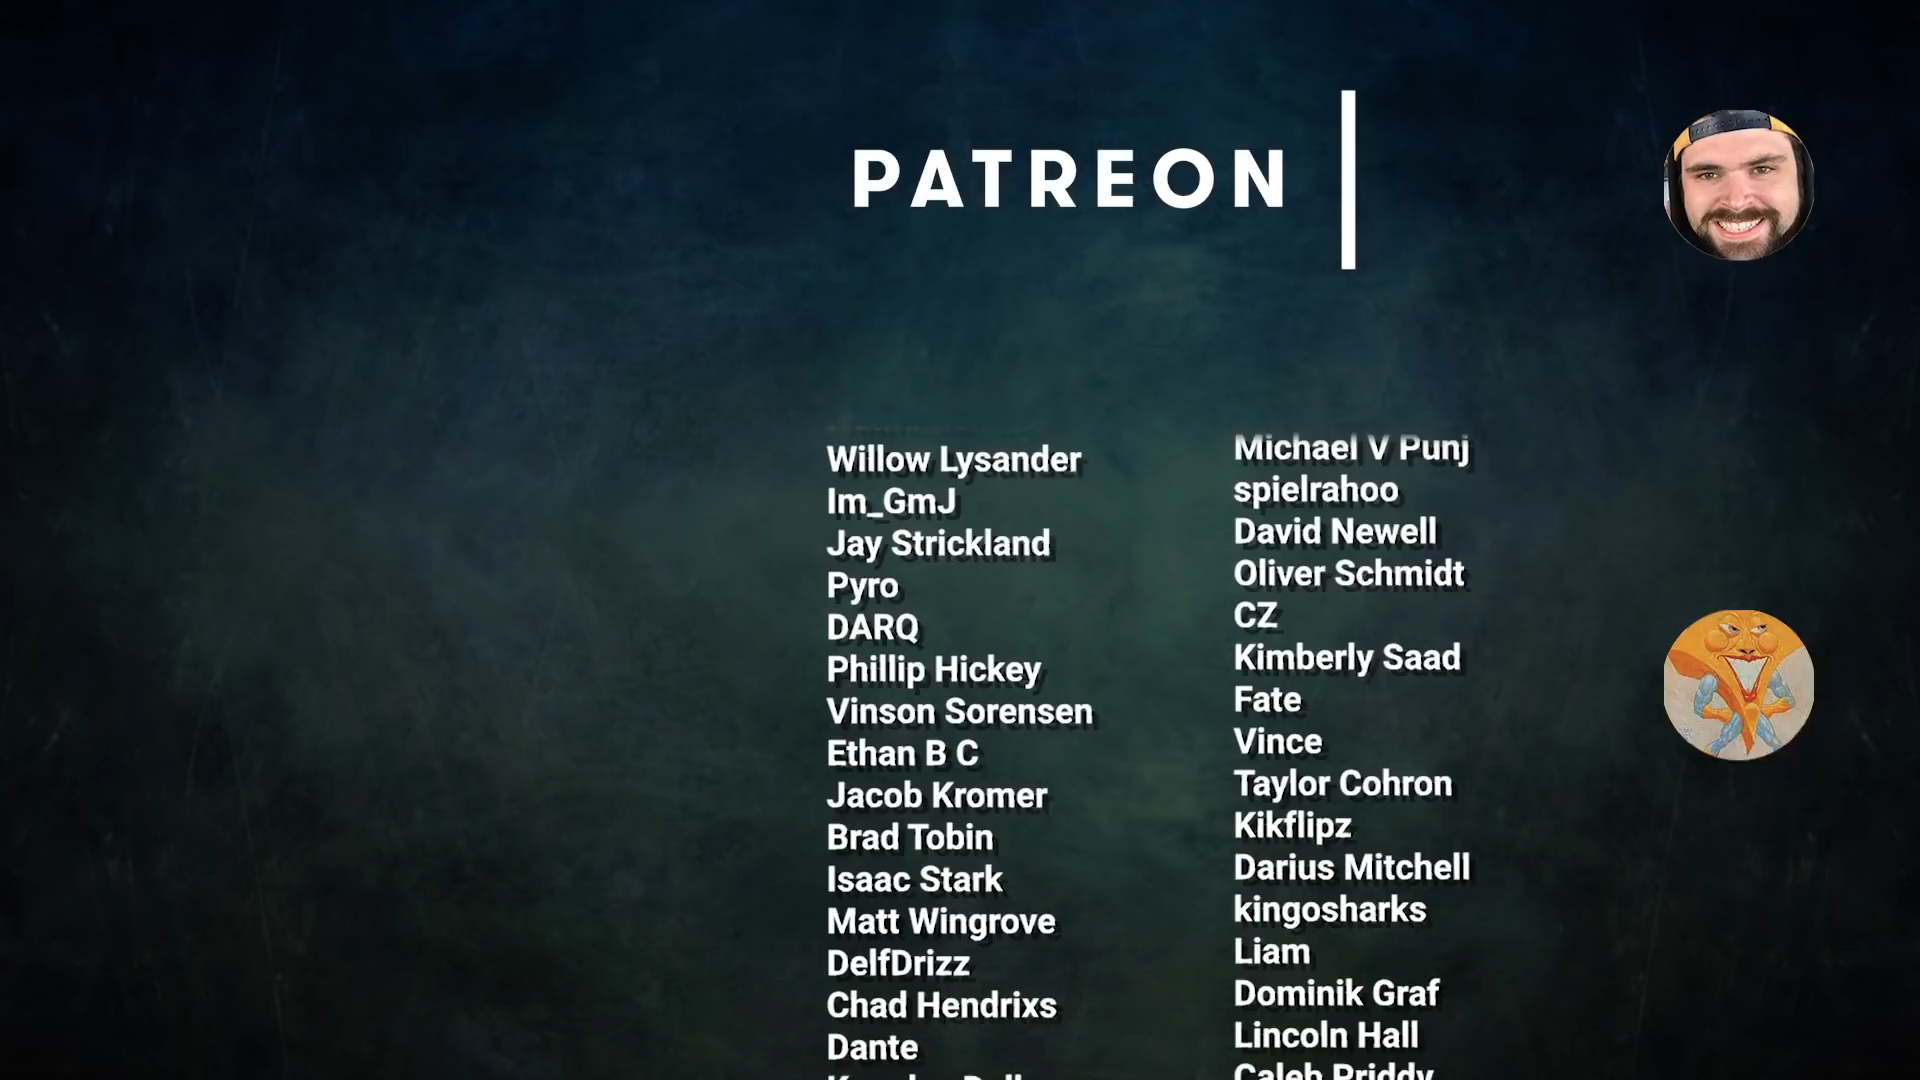 PATREON
Willow Lysander
Im_GmJ
Jay Strickland
Pyro
DARQ
Phillip Hickey
Vinson Sorensen
Ethan B C
Jacob Kromer
Brad Tobin
Isaac Stark
Matt Wingrove
DelfDrizz
Chad Hendrixs
Dante
Michael V Punj
spielrahoo
David Newell
Oliver Schmidt
CZ
Kimberly Saad
Fate
Vince
Taylor Cohron
Kikflipz
Darius Mitchell
kingosharks
Liam
Dominik Graf
Lincoln Hall
Caleb Priddy